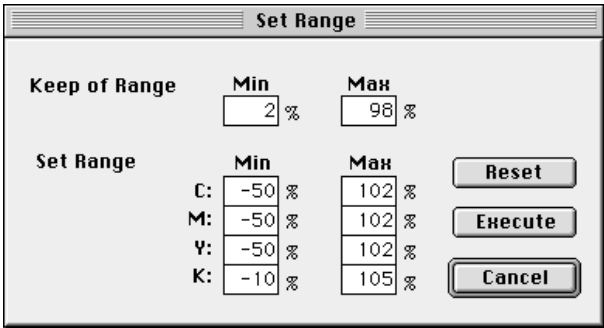 Set Range
Keep of Range Min Max
2 % 98 %
Set Range Min Max
C: -50 % 102 %
M: -50 % 102 %
Y: -50 % 102 %
K: -10 % 105 %
Reset
Execute
Cancel